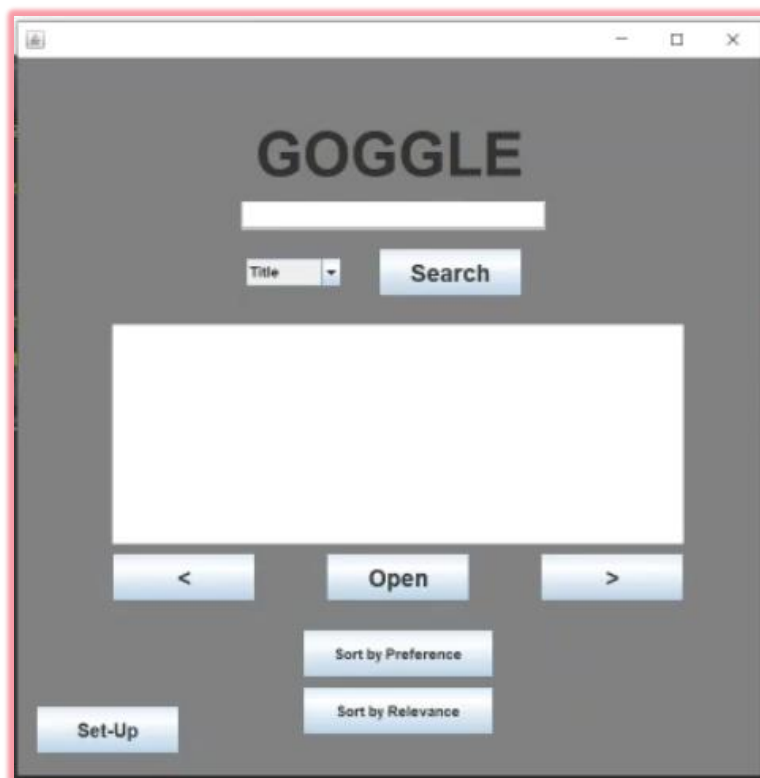 GOGGLE
Title
Search
< Open >
Sort by Preference
Sort by Relevance
Set-Up